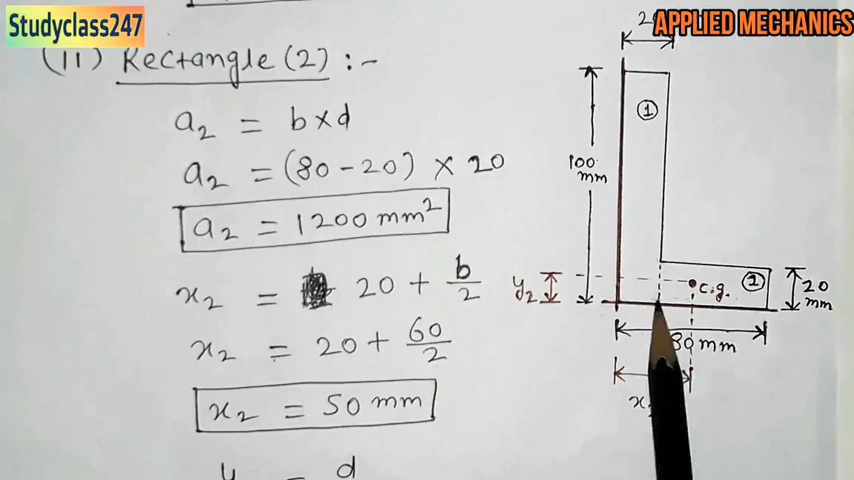 Studyclass247
APPLIED MECHANICS
(ii) Rectangle (2) :-
a2 = b×d
a2 = (80-20) × 20
a2 = 1200 mm2
x2 = 20 + b/2
x2 = 20 + 60/2
x2 = 50 mm
1
100
mm
y2
c.g.
20
mm
80 mm